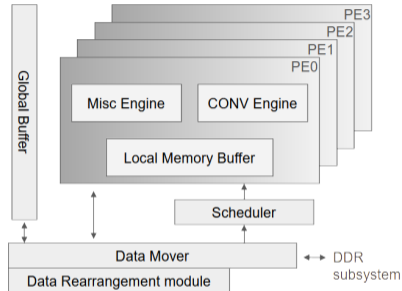 PE3
PE2
PE1
PE0
Global Buffer
Misc Engine
CONV Engine
Local Memory Buffer
Scheduler
Data Mover
DDR
subsystem
Data Rearrangement module